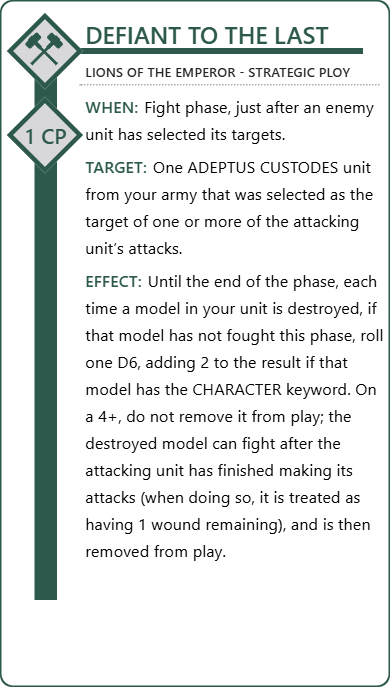 DEFIANT TO THE LAST
LIONS OF THE EMPEROR - STRATEGIC PLOY
1 CP
WHEN: Fight phase, just after an enemy
unit has selected its targets.
TARGET: One ADEPTUS CUSTODES unit
from your army that was selected as the
target of one or more of the attacking
unit's attacks.
EFFECT: Until the end of the phase, each
time a model in your unit is destroyed, if
that model has not fought this phase, roll
one D6, adding 2 to the result if that
model has the CHARACTER keyword. On
a 4+, do not remove it from play; the
destroyed model can fight after the
attacking unit has finished making its
attacks (when doing so, it is treated as
having 1 wound remaining), and is then
removed from play.